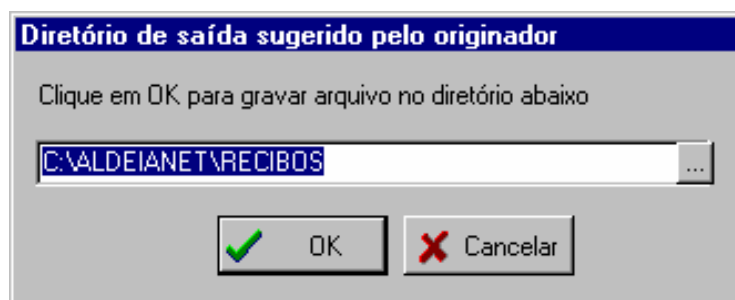 Diretório de saída sugerido pelo originador
Clique em OK para gravar arquivo no diretório abaixo
C:\ALDEIANET\RECIBOS
...
OK
Cancelar